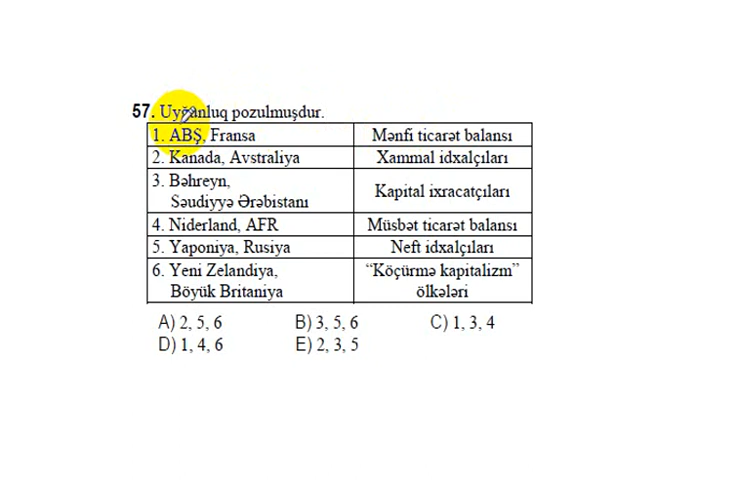 57. Uyğunluq pozulmuşdur.
1. ABŞ, Fransa Mənfi ticarət balansı
2. Kanada, Avstraliya Xammal idxalçıları
3. Bəhreyn,
Səudiyyə Ərəbistanı Kapital ixracatçıları
4. Niderland, AFR Müsbət ticarət balansı
5. Yaponiya, Rusiya Neft idxalçıları
6. Yeni Zelandiya, "Köçürmə kapitalizm"
Böyük Britaniya ölkələri
A) 2, 5, 6 B) 3, 5, 6 C) 1, 3, 4
D) 1, 4, 6 E) 2, 3, 5